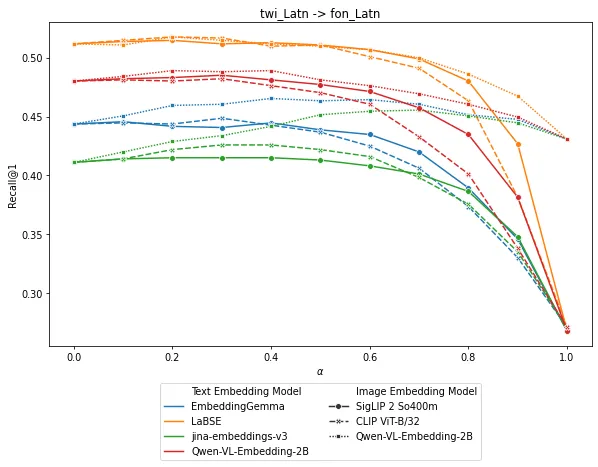 twi_Latn -> fon_Latn
Recall@1
0.50
0.45
0.40
0.35
0.30
0.0 0.2 0.4 0.6 0.8 1.0
α
Text Embedding Model Image Embedding Model
EmbeddingGemma SigLIP 2 So400m
LaBSE CLIP ViT-B/32
jina-embeddings-v3 Qwen-VL-Embedding-2B
Qwen-VL-Embedding-2B